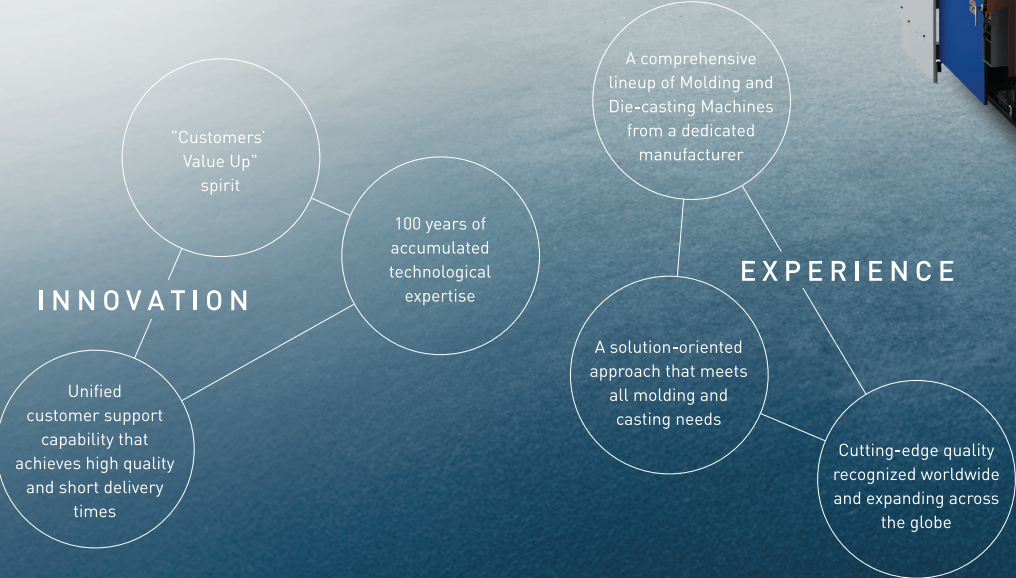 "Customers'
Value Up"
spirit
100 years of
accumulated
technological
expertise
INNOVATION
Unified
customer support
capability that
achieves high quality
and short delivery
times
A comprehensive
lineup of Molding and
Die-casting Machines
from a dedicated
manufacturer
EXPERIENCE
A solution-oriented
approach that meets
all molding and
casting needs
Cutting-edge quality
recognized worldwide
and expanding across
the globe